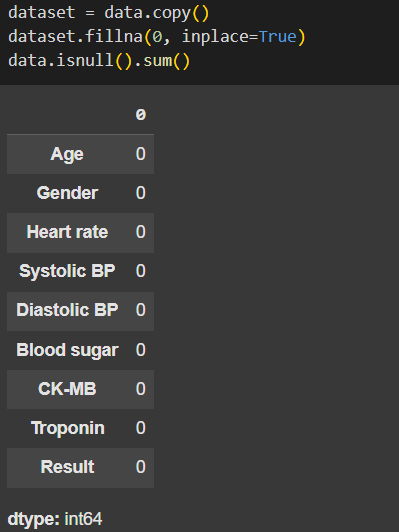 dataset = data.copy()
dataset.fillna(0, inplace=True)
data.isnull().sum()
0
Age 0
Gender 0
Heart rate 0
Systolic BP 0
Diastolic BP 0
Blood sugar 0
CK-MB 0
Troponin 0
Result 0
dtype: int64